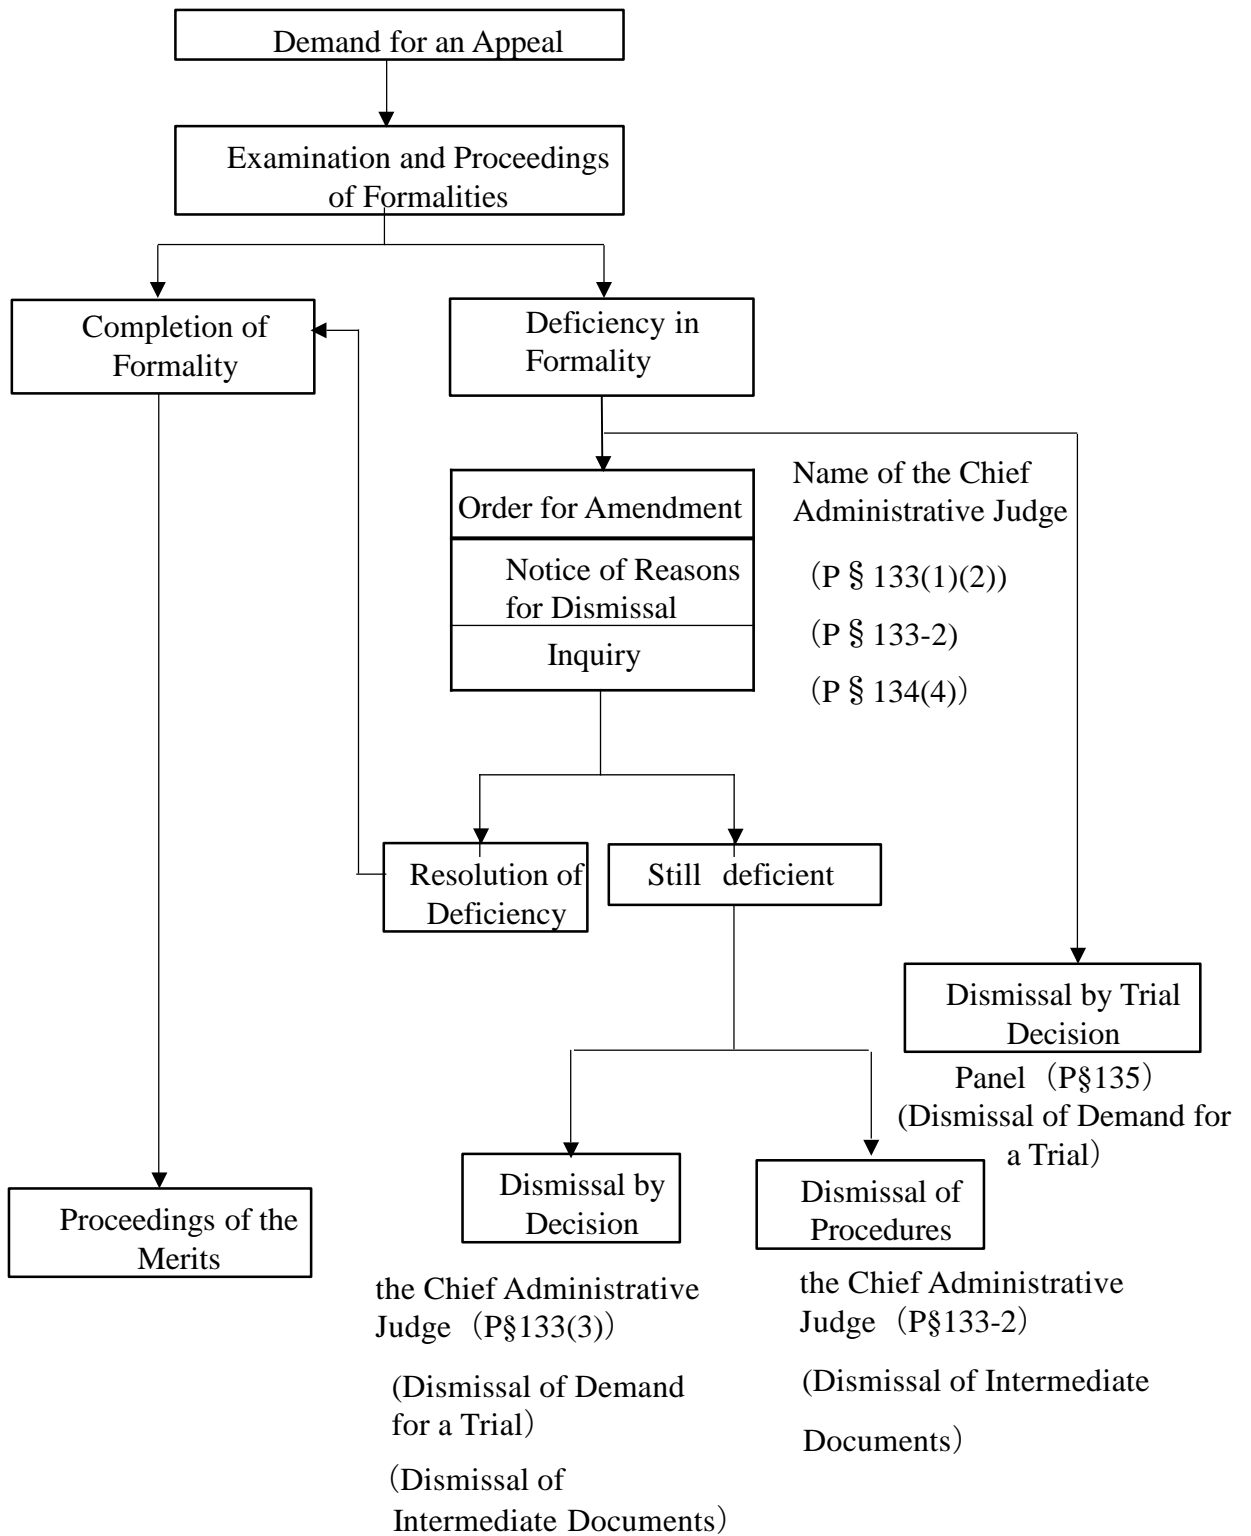 Demand for an Appeal
Examination and Proceedings
of Formalities
Completion of
Formality
Deficiency in
Formality
Order for Amendment
Notice of Reasons
for Dismissal
Inquiry
Name of the Chief
Administrative Judge
（P§133(1)(2))
（P§133-2)
（P§134(4)）
Resolution of
Deficiency
Still deficient
Dismissal by Trial
Decision
Panel（P§135）
(Dismissal of Demand for
a Trial）
Dismissal by
Decision
Dismissal of
Procedures
Proceedings of the
Merits
the Chief Administrative
Judge（P§133(3)）
(Dismissal of Demand
for a Trial）
（Dismissal of
Intermediate Documents）
the Chief Administrative
Judge（P§133-2）
(Dismissal of Intermediate
Documents）